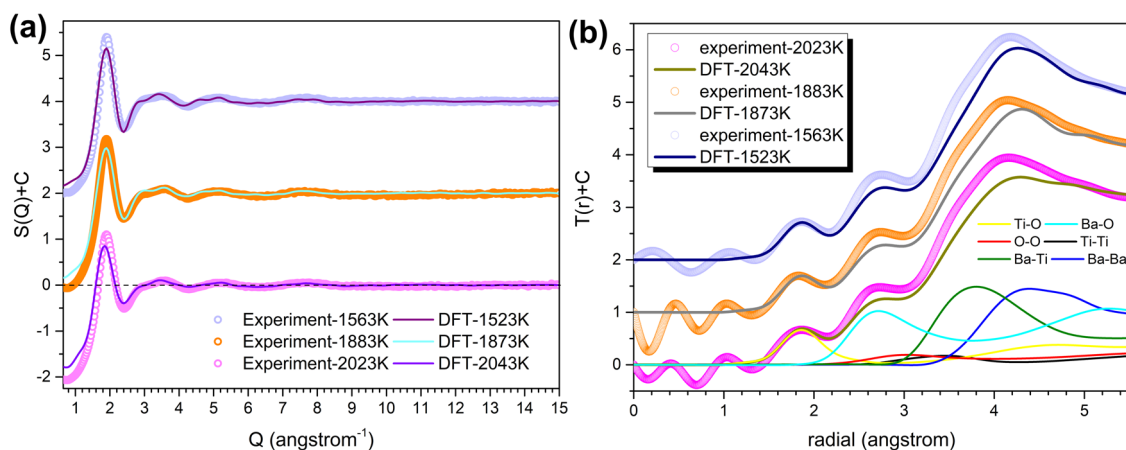 (a)
5
4
3
2
1
0
-1
-2
S(Q)+C
Experiment-1563K DFT-1523K
Experiment-1883K DFT-1873K
Experiment-2023K DFT-2043K
1 2 3 4 5 6 7 8 9 10 11 12 13 14 15
Q (angstrom⁻¹)
(b)
6
5
4
3
2
1
0
T(r)+C
experiment-2023K
DFT-2043K
experiment-1883K
DFT-1873K
experiment-1563K
DFT-1523K
Ti-O Ba-O
O-O Ti-Ti
Ba-Ti Ba-Ba
0 1 2 3 4 5
radial (angstrom)